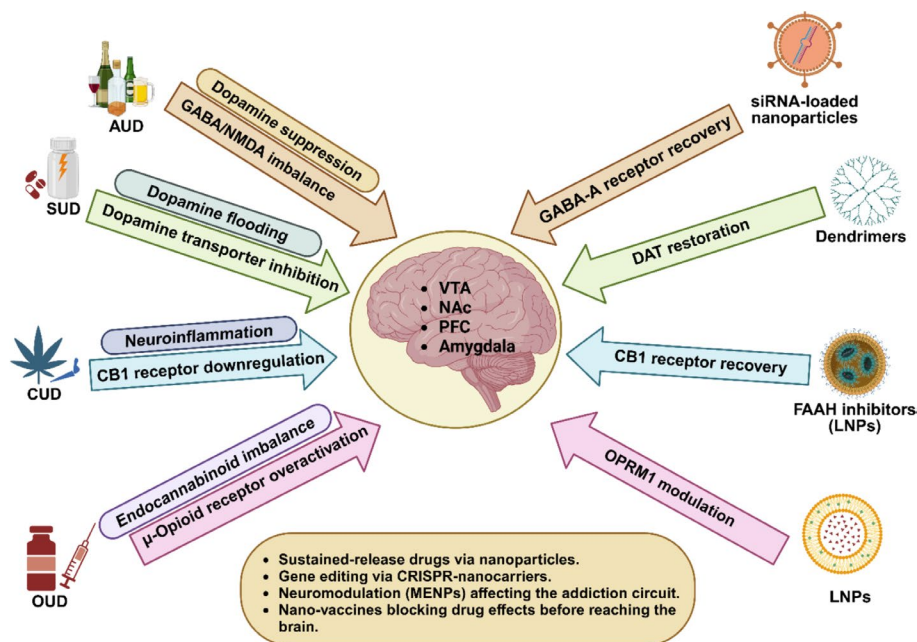 AUD
Dopamine suppression
GABA/NMDA imbalance
SUD
Dopamine flooding
Dopamine transporter inhibition
CUD
Neuroinflammation
CB1 receptor downregulation
OUD
Endocannabinoid imbalance
µ-Opioid receptor overactivation
• VTA
• NAc
• PFC
• Amygdala
siRNA-loaded
nanoparticles
GABA-A receptor recovery
Dendrimers
DAT restoration
FAAH inhibitors
(LNPs)
CB1 receptor recovery
LNPs
OPRM1 modulation
• Sustained-release drugs via nanoparticles.
• Gene editing via CRISPR-nanocarriers.
• Neuromodulation (MENPs) affecting the addiction circuit.
• Nano-vaccines blocking drug effects before reaching the
brain.